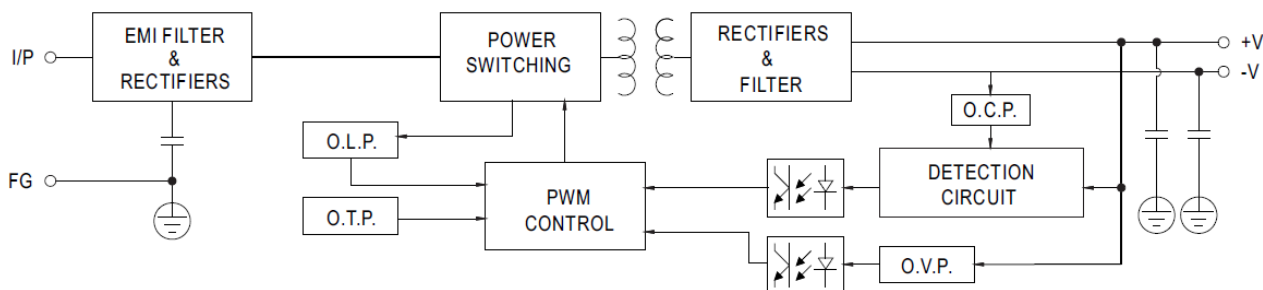 I/P
EMI FILTER
&
RECTIFIERS
POWER
SWITCHING
RECTIFIERS
&
FILTER
+V
-V
O.C.P.
O.L.P.
FG
PWM
CONTROL
DETECTION
CIRCUIT
O.T.P.
O.V.P.